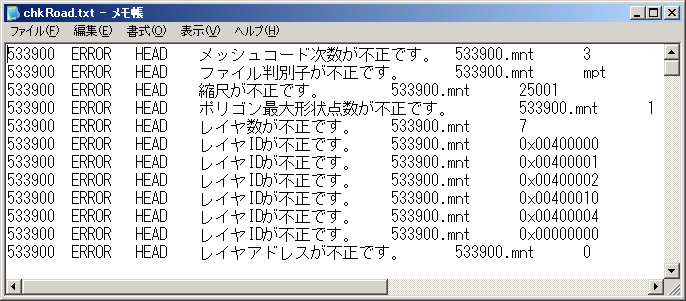 chkRoad.txt - メモ帳
ファイル(F) 編集(E) 書式(O) 表示(V) ヘルプ(H)
533900 ERROR HEAD メッシュコード次数が不正です。 533900.mnt 3
533900 ERROR HEAD ファイル判別子が不正です。 533900.mnt mpt
533900 ERROR HEAD 縮尺が不正です。 533900.mnt 25001
533900 ERROR HEAD ポリゴン最大形状点数が不正です。 533900.mnt 1
533900 ERROR HEAD レイヤ数が不正です。 533900.mnt 7
533900 ERROR HEAD レイヤIDが不正です。 533900.mnt 0x00400000
533900 ERROR HEAD レイヤIDが不正です。 533900.mnt 0x00400001
533900 ERROR HEAD レイヤIDが不正です。 533900.mnt 0x00400002
533900 ERROR HEAD レイヤIDが不正です。 533900.mnt 0x00400010
533900 ERROR HEAD レイヤIDが不正です。 533900.mnt 0x00400004
533900 ERROR HEAD レイヤIDが不正です。 533900.mnt 0x00000000
533900 ERROR HEAD レイヤアドレスが不正です。 533900.mnt 0